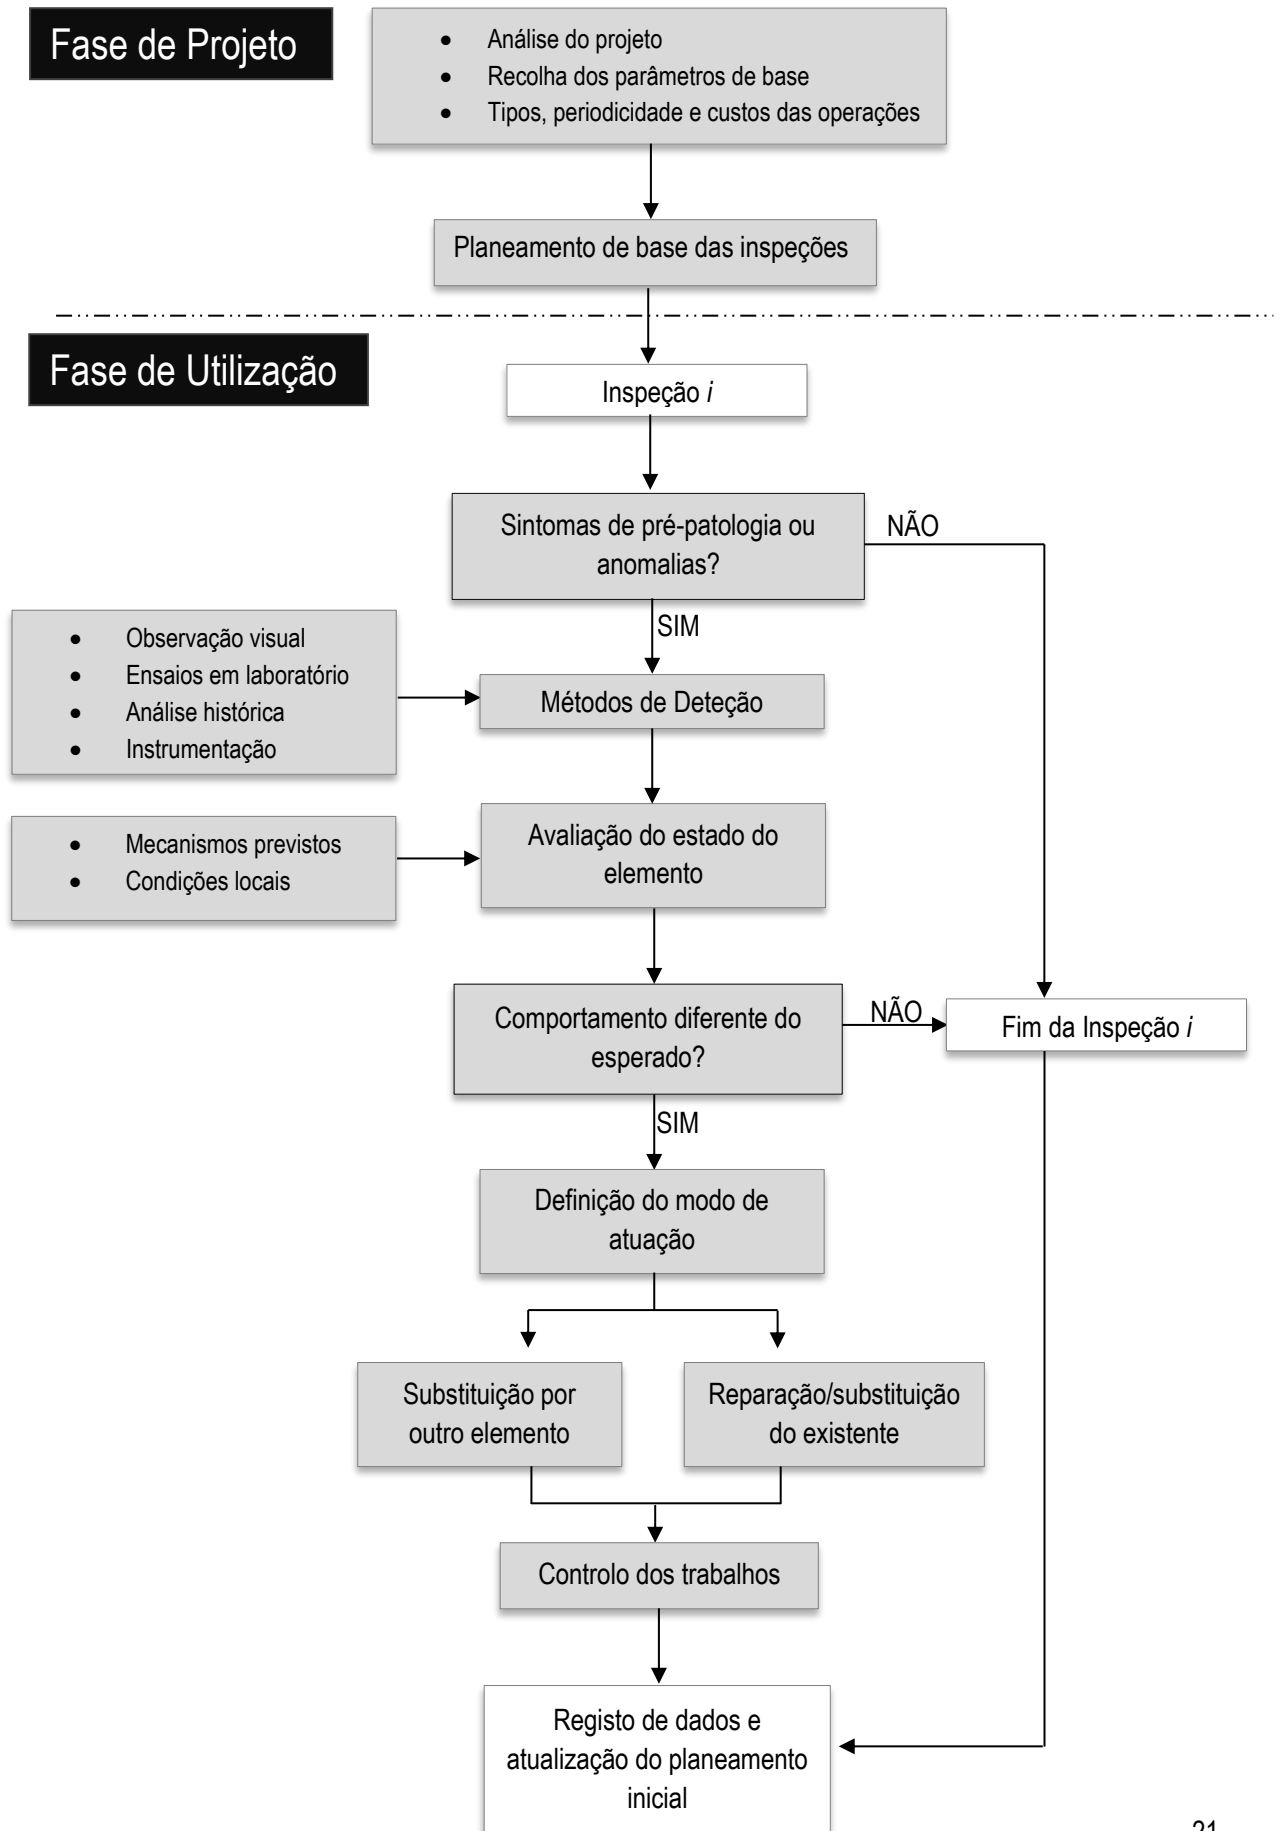 Fase de Projeto
• Análise do projeto
• Recolha dos parâmetros de base
• Tipos, periodicidade e custos das operações
Planeamento de base das inspeções
Fase de Utilização
Inspeção i
Sintomas de pré-patologia ou
anomalias?
NÃO
SIM
• Observação visual
• Ensaios em laboratório
• Análise histórica
• Instrumentação
Métodos de Deteção
• Mecanismos previstos
• Condições locais
Avaliação do estado do
elemento
Comportamento diferente do
esperado?
NÃO
Fim da Inspeção i
SIM
Definição do modo de
atuação
Substituição por
outro elemento
Reparação/substituição
do existente
Controlo dos trabalhos
Registo de dados e
atualização do planeamento
inicial
21